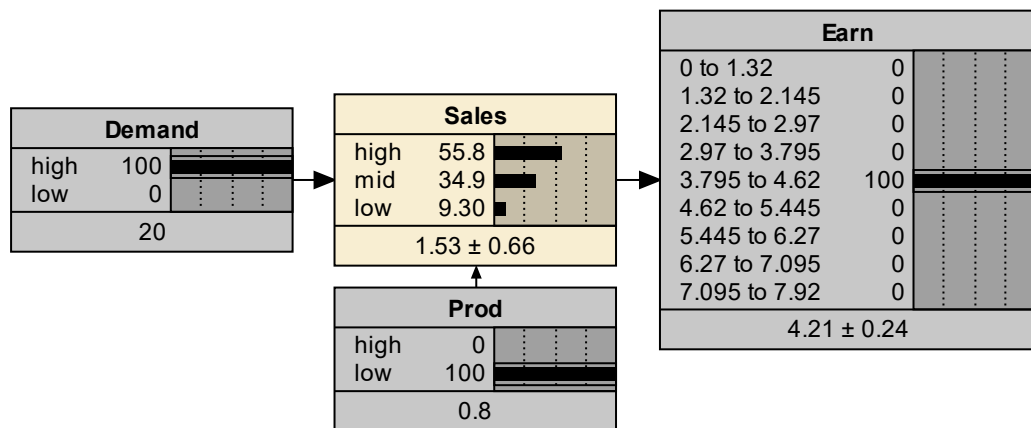 Demand
high 100
low 0
20
Sales
high 55.8
mid 34.9
low 9.30
1.53 ± 0.66
Prod
high 0
low 100
0.8
Earn
0 to 1.32 0
1.32 to 2.145 0
2.145 to 2.97 0
2.97 to 3.795 0
3.795 to 4.62 100
4.62 to 5.445 0
5.445 to 6.27 0
6.27 to 7.095 0
7.095 to 7.92 0
4.21 ± 0.24